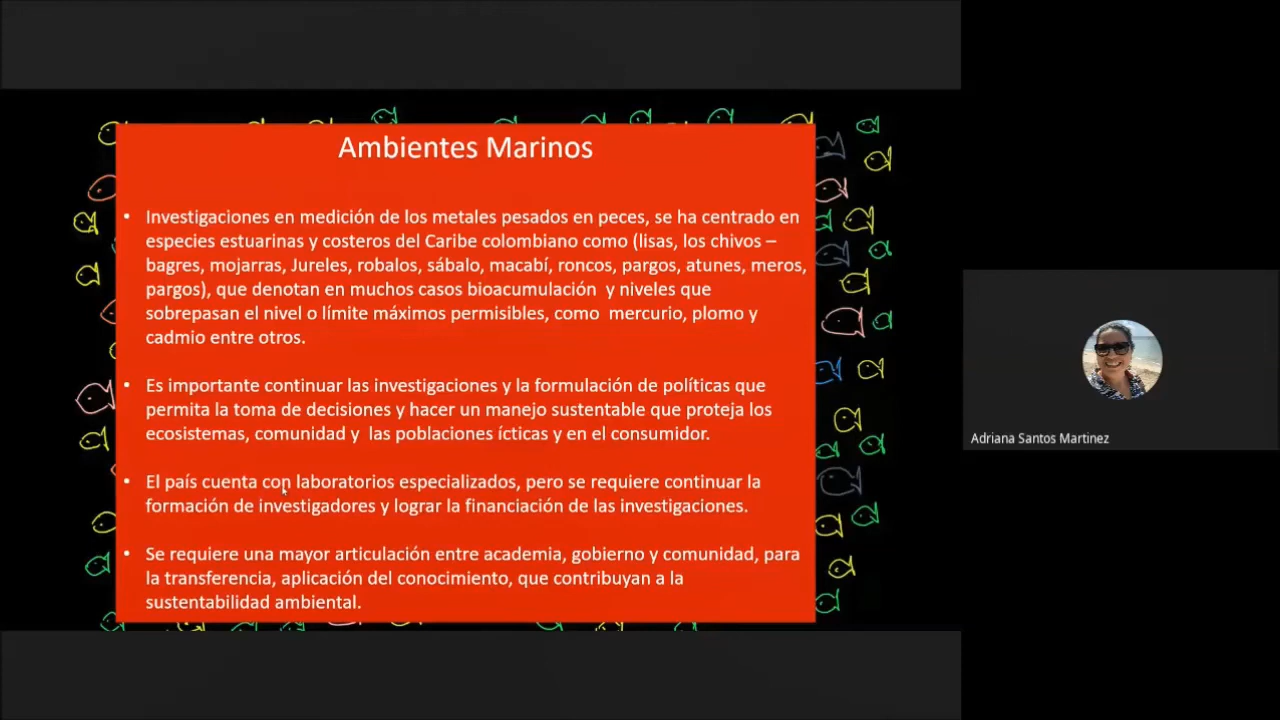 Ambientes Marinos
• Investigaciones en medición de los metales pesados en peces, se ha centrado en
especies estuarinas y costeros del Caribe colombiano como (lisas, los chivos –
bagres, mojarras, Jureles, robalos, sábalo, macabí, roncos, pargos, atunes, meros,
pargos), que denotan en muchos casos bioacumulación y niveles que
sobrepasan el nivel o límite máximos permisibles, como mercurio, plomo y
cadmio entre otros.
• Es importante continuar las investigaciones y la formulación de políticas que
permita la toma de decisiones y hacer un manejo sustentable que proteja los
ecosistemas, comunidad y las poblaciones ícticas y en el consumidor.
• El país cuenta con laboratorios especializados, pero se requiere continuar la
formación de investigadores y lograr la financiación de las investigaciones.
• Se requiere una mayor articulación entre academia, gobierno y comunidad, para
la transferencia, aplicación del conocimiento, que contribuyan a la
sustentabilidad ambiental.
Adriana Santos Martinez